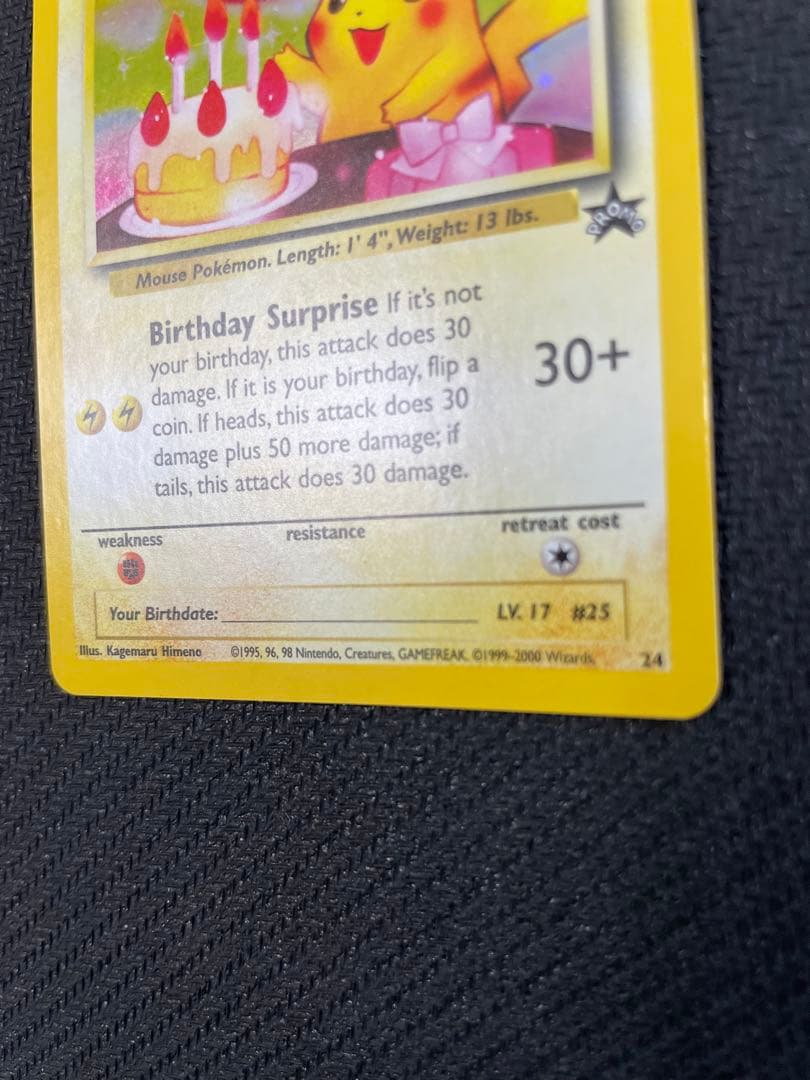 PROMO
Mouse Pokémon. Length: 1' 4", Weight: 13 lbs.
Birthday Surprise If it's not
your birthday, this attack does 30
damage. If it is your birthday, flip a
coin. If heads, this attack does 30
damage plus 50 more damage; if
tails, this attack does 30 damage.
30+
weakness
resistance
retreat cost
Your Birthdate:
LV. 17 #25
Illus. Kagemaru Himeno
©1995, 96, 98 Nintendo, Creatures, GAMEFREAK. ©1999-2000 Wizards.
24